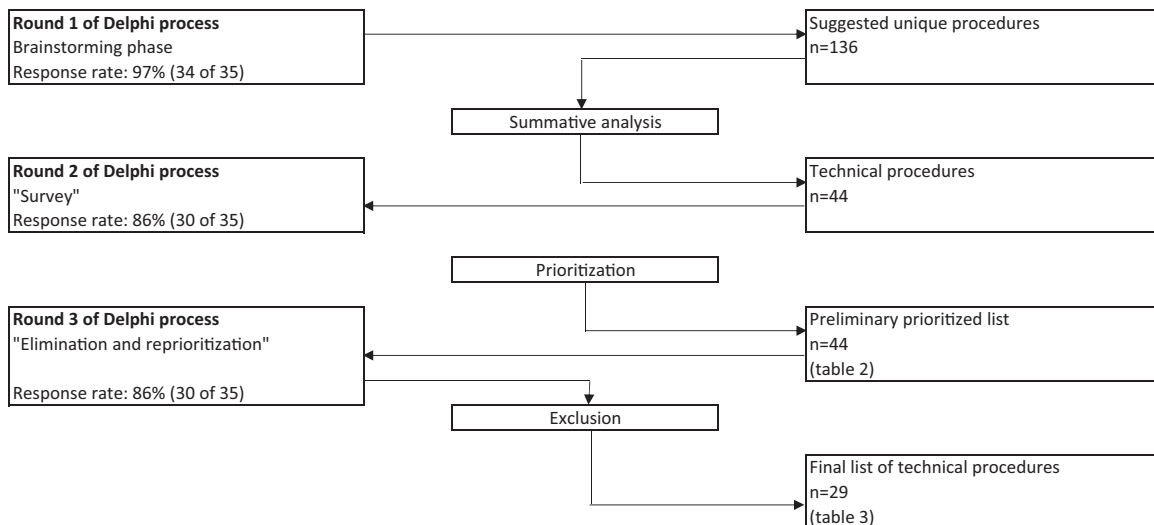 Round 1 of Delphi process
Brainstorming phase
Response rate: 97% (34 of 35)
Suggested unique procedures
n=136
Summative analysis
Round 2 of Delphi process
"Survey"
Response rate: 86% (30 of 35)
Technical procedures
n=44
Prioritization
Round 3 of Delphi process
"Elimination and reprioritization"
Response rate: 86% (30 of 35)
Preliminary prioritized list
n=44
(table 2)
Exclusion
Final list of technical procedures
n=29
(table 3)